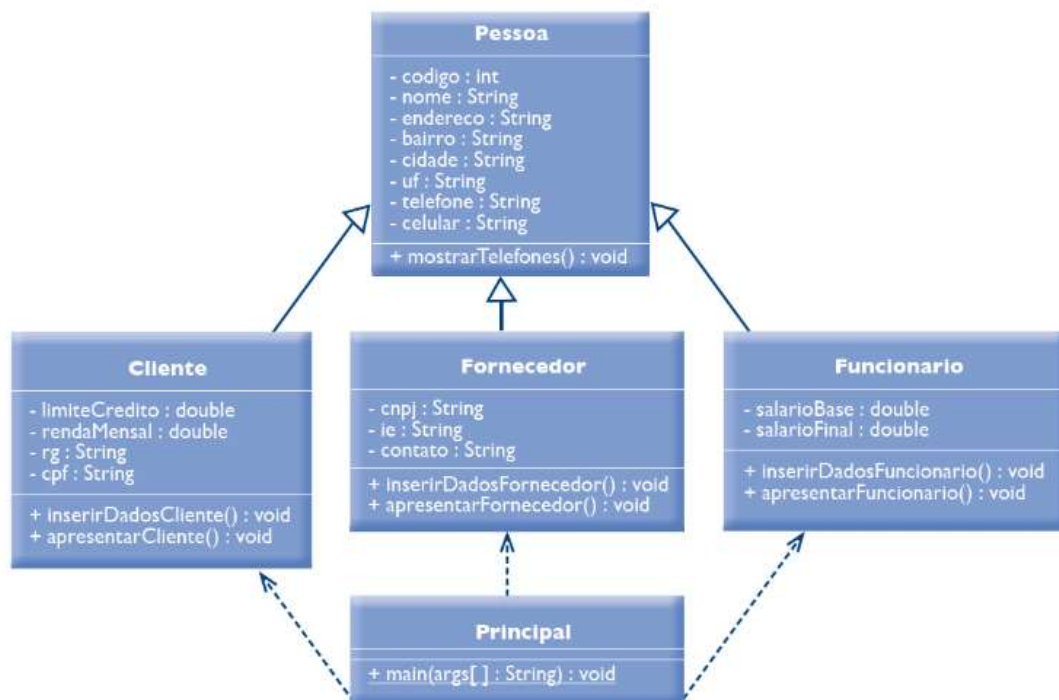 Pessoa
- codigo : int
- nome : String
- endereco : String
- bairro : String
- cidade : String
- uf : String
- telefone : String
- celular : String
+ mostrarTelefones() : void
Cliente
- limiteCredito : double
- rendaMensal : double
- rg : String
- cpf : String
+ inserirDadosCliente() : void
+ apresentarCliente() : void
Fornecedor
- cnpj : String
- ie : String
- contato : String
+ inserirDadosFornecedor() : void
+ apresentarFornecedor() : void
Funcionario
- salarioBase : double
- salarioFinal : double
+ inserirDadosFuncionario() : void
+ apresentarFuncionario() : void
Principal
+ main(args[ ] : String) : void